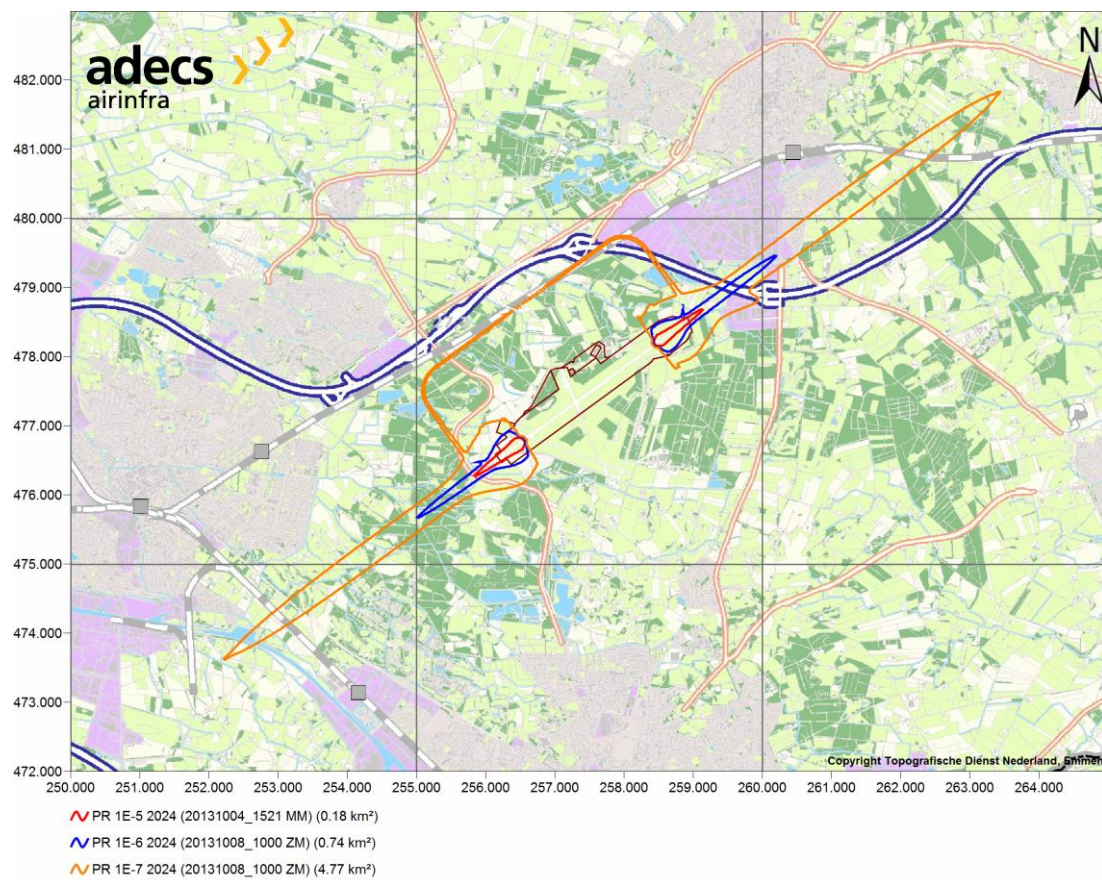 adecs
airinfra
N
482.000
481.000
480.000
479.000
478.000
477.000
476.000
475.000
474.000
473.000
472.000
Copyright Topografische Dienst Nederland, Emmen
250.000 251.000 252.000 253.000 254.000 255.000 256.000 257.000 258.000 259.000 260.000 261.000 262.000 263.000 264.000
PR 1E-5 2024 (20131004_1521 MM) (0.18 km²)
PR 1E-6 2024 (20131008_1000 ZM) (0.74 km²)
PR 1E-7 2024 (20131008_1000 ZM) (4.77 km²)